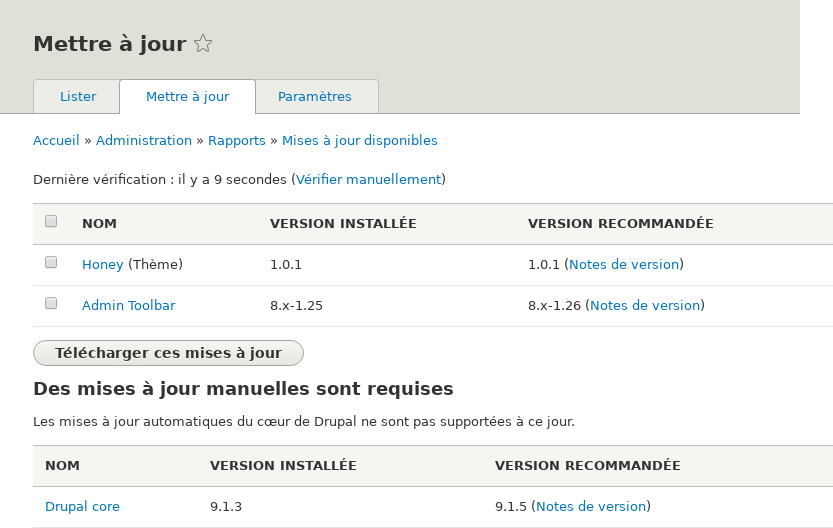 Mettre à jour
Lister Mettre à jour Paramètres
Accueil » Administration » Rapports » Mises à jour disponibles
Dernière vérification : il y a 9 secondes (Vérifier manuellement)
NOM VERSION INSTALLÉE VERSION RECOMMANDÉE
Honey (Thème) 1.0.1 1.0.1 (Notes de version)
Admin Toolbar 8.x-1.25 8.x-1.26 (Notes de version)
Télécharger ces mises à jour
Des mises à jour manuelles sont requises
Les mises à jour automatiques du cœur de Drupal ne sont pas supportées à ce jour.
NOM VERSION INSTALLÉE VERSION RECOMMANDÉE
Drupal core 9.1.3 9.1.5 (Notes de version)